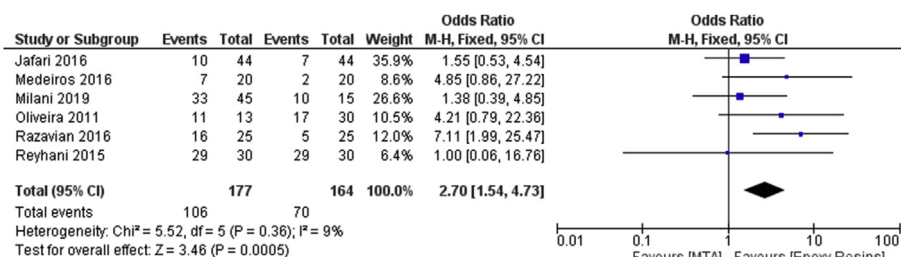 Odds Ratio Odds Ratio
Study or Subgroup Events Total Events Total Weight M-H, Fixed, 95% CI M-H, Fixed, 95% CI
Jafari 2016 10 44 7 44 35.9% 1.55 [0.53, 4.54]
Medeiros 2016 7 20 2 20 8.6% 4.85 [0.86, 27.22]
Milani 2019 33 45 10 15 26.6% 1.38 [0.39, 4.85]
Oliveira 2011 11 13 17 30 10.5% 4.21 [0.79, 22.36]
Razavian 2016 16 25 5 25 12.0% 7.11 [1.99, 25.47]
Reyhani 2015 29 30 29 30 6.4% 1.00 [0.06, 16.76]
Total (95% CI) 177 164 100.0% 2.70 [1.54, 4.73]
Total events 106 70
Heterogeneity: Chi² = 5.52, df = 5 (P = 0.36); I² = 9%
Test for overall effect: Z = 3.46 (P = 0.0005)
0.01 0.1 1 10 100
Favours [MTA] Favours [Epoxy Resins]